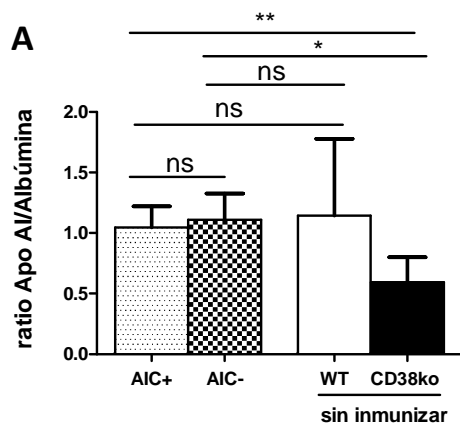 A
**
*
ns
ns
ns
ratio Apo AI/Albúmina
2.0
1.5
1.0
0.5
0.0
AIC+ AIC- WT CD38ko
sin inmunizar